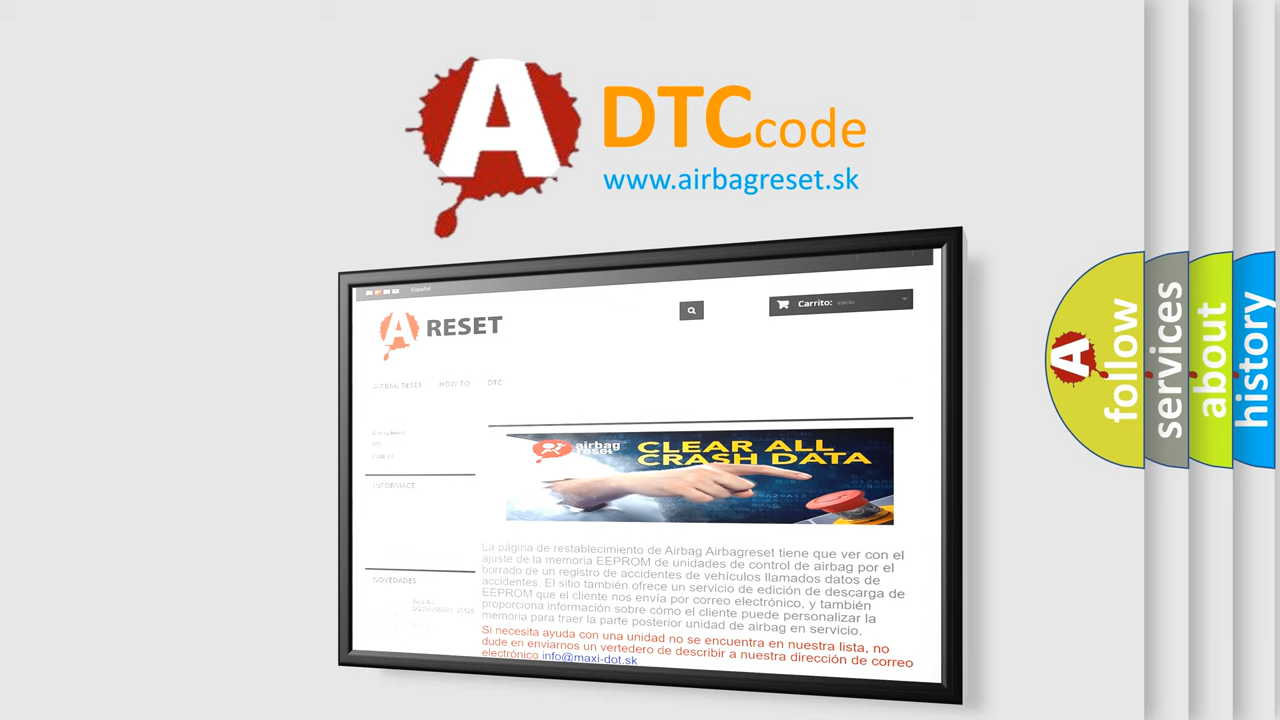 A
DTCcode
www.airbagreset.sk
Español
A RESET
Carrito: vacío
AIRBAG RESET HOW TO DTC
INFORMACE
NOVEDADES
airbag
reset
CLEAR ALL
CRASH DATA
La página de restablecimiento de Airbag Airbagreset tiene que ver con el
ajuste de la memoria EEPROM de unidades de control de airbag por el
borrado de un registro de accidentes de vehículos llamados datos de
accidentes. El sitio también ofrece un servicio de edición de descarga de
EEPROM que el cliente nos envía por correo electrónico, y también
proporciona información sobre cómo el cliente puede personalizar la
memoria para traer la parte posterior unidad de airbag en servicio.
Si necesita ayuda con una unidad no se encuentra en nuestra lista, no
dude en enviarnos un vertedero de describir a nuestra dirección de correo
electrónico info@maxi-dot.sk
A
follow
services
about
history